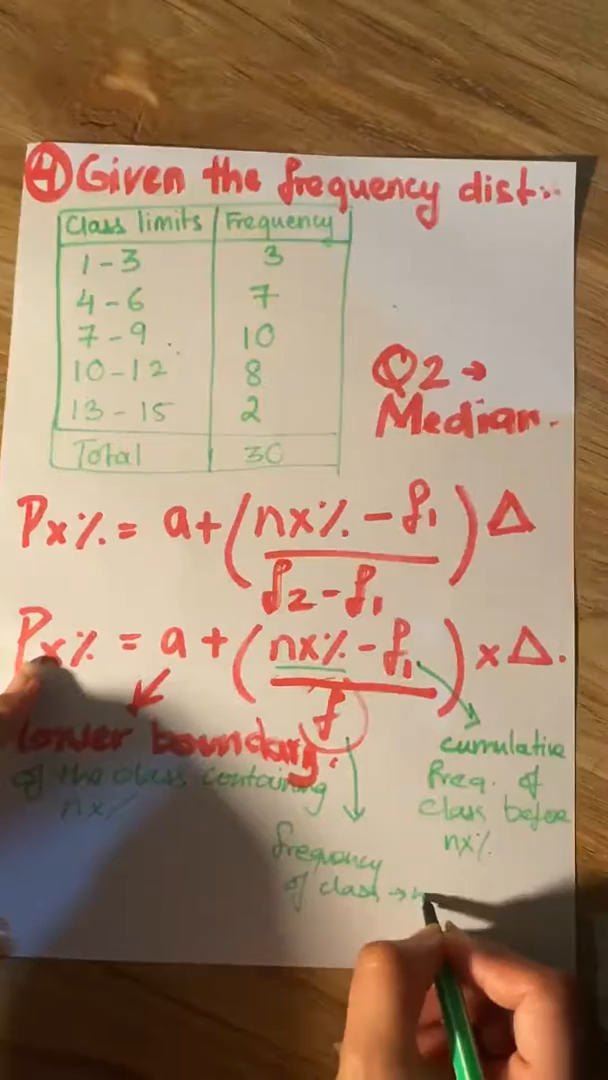 4 Given the frequency dist...
Class limits Frequency
1-3 3
4-6 7
7-9 10
10-12 8
13-15 2
Total 30
Q2 →
Median.
Px% = a + (nx% - f1 / f2 - f1) Δ
Px% = a + (nx% - f1 / f) x Δ.
lower boundary.
of the class containing
nx%
cumulative
freq. of
class before
nx%.
frequency
of class →